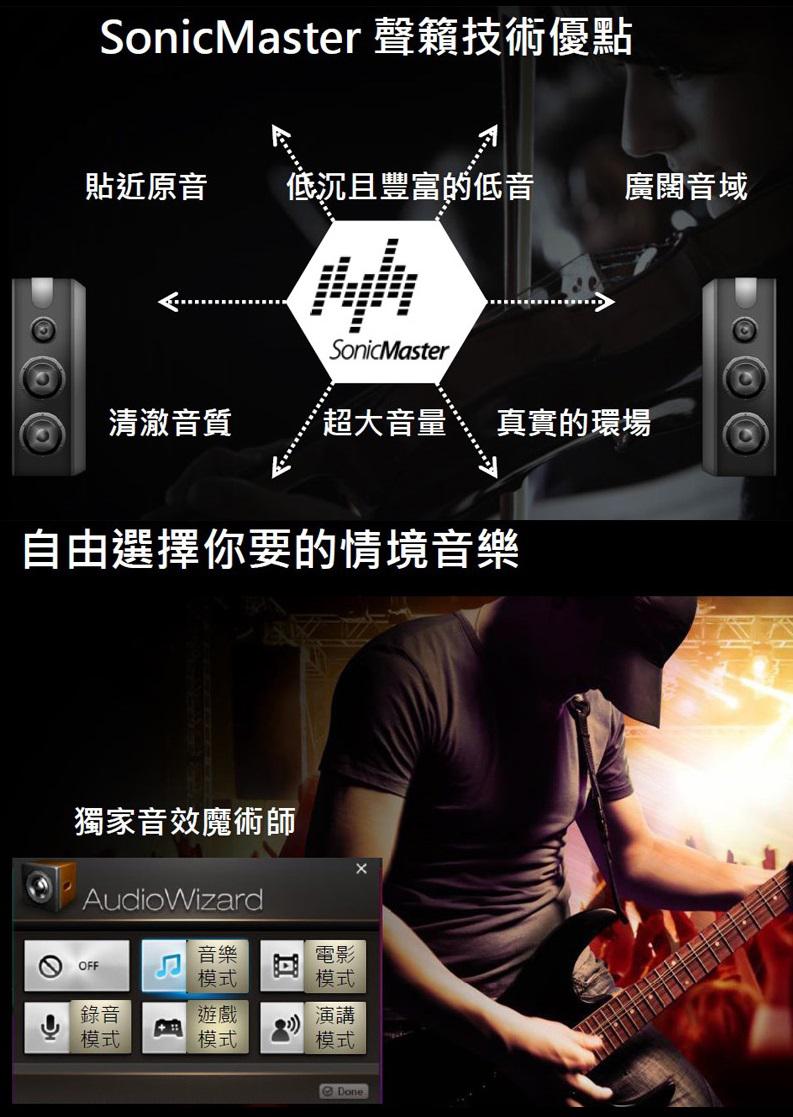 SonicMaster 聲籟技術優點
貼近原音
低沉且豐富的低音
廣闊音域
SonicMaster
清澈音質
超大音量
真實的環場
自由選擇你要的情境音樂
獨家音效魔術師
AudioWizard
OFF
音樂
模式
電影
模式
錄音
模式
遊戲
模式
演講
模式
Done